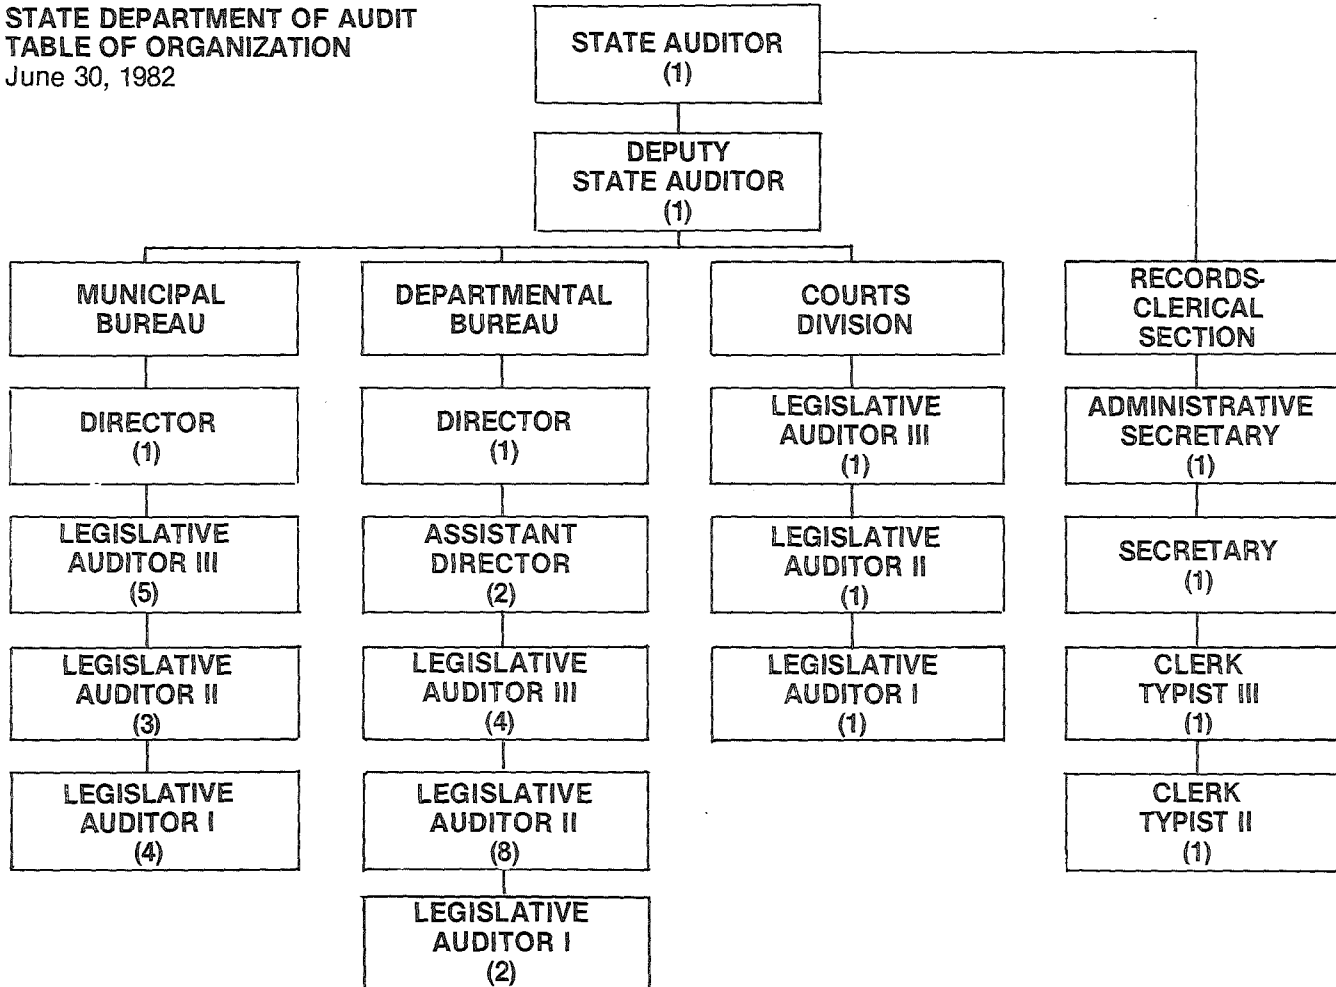 STATE DEPARTMENT OF AUDIT
TABLE OF ORGANIZATION
June 30, 1982
STATE AUDITOR
(1)
DEPUTY
STATE AUDITOR
(1)
MUNICIPAL
BUREAU
DIRECTOR
(1)
LEGISLATIVE
AUDITOR III
(5)
LEGISLATIVE
AUDITOR II
(3)
LEGISLATIVE
AUDITOR I
(4)
DEPARTMENTAL
BUREAU
DIRECTOR
(1)
ASSISTANT
DIRECTOR
(2)
LEGISLATIVE
AUDITOR III
(4)
LEGISLATIVE
AUDITOR II
(8)
LEGISLATIVE
AUDITOR I
(2)
COURTS
DIVISION
LEGISLATIVE
AUDITOR III
(1)
LEGISLATIVE
AUDITOR II
(1)
LEGISLATIVE
AUDITOR I
(1)
RECORDS-
CLERICAL
SECTION
ADMINISTRATIVE
SECRETARY
(1)
SECRETARY
(1)
CLERK
TYPIST III
(1)
CLERK
TYPIST II
(1)